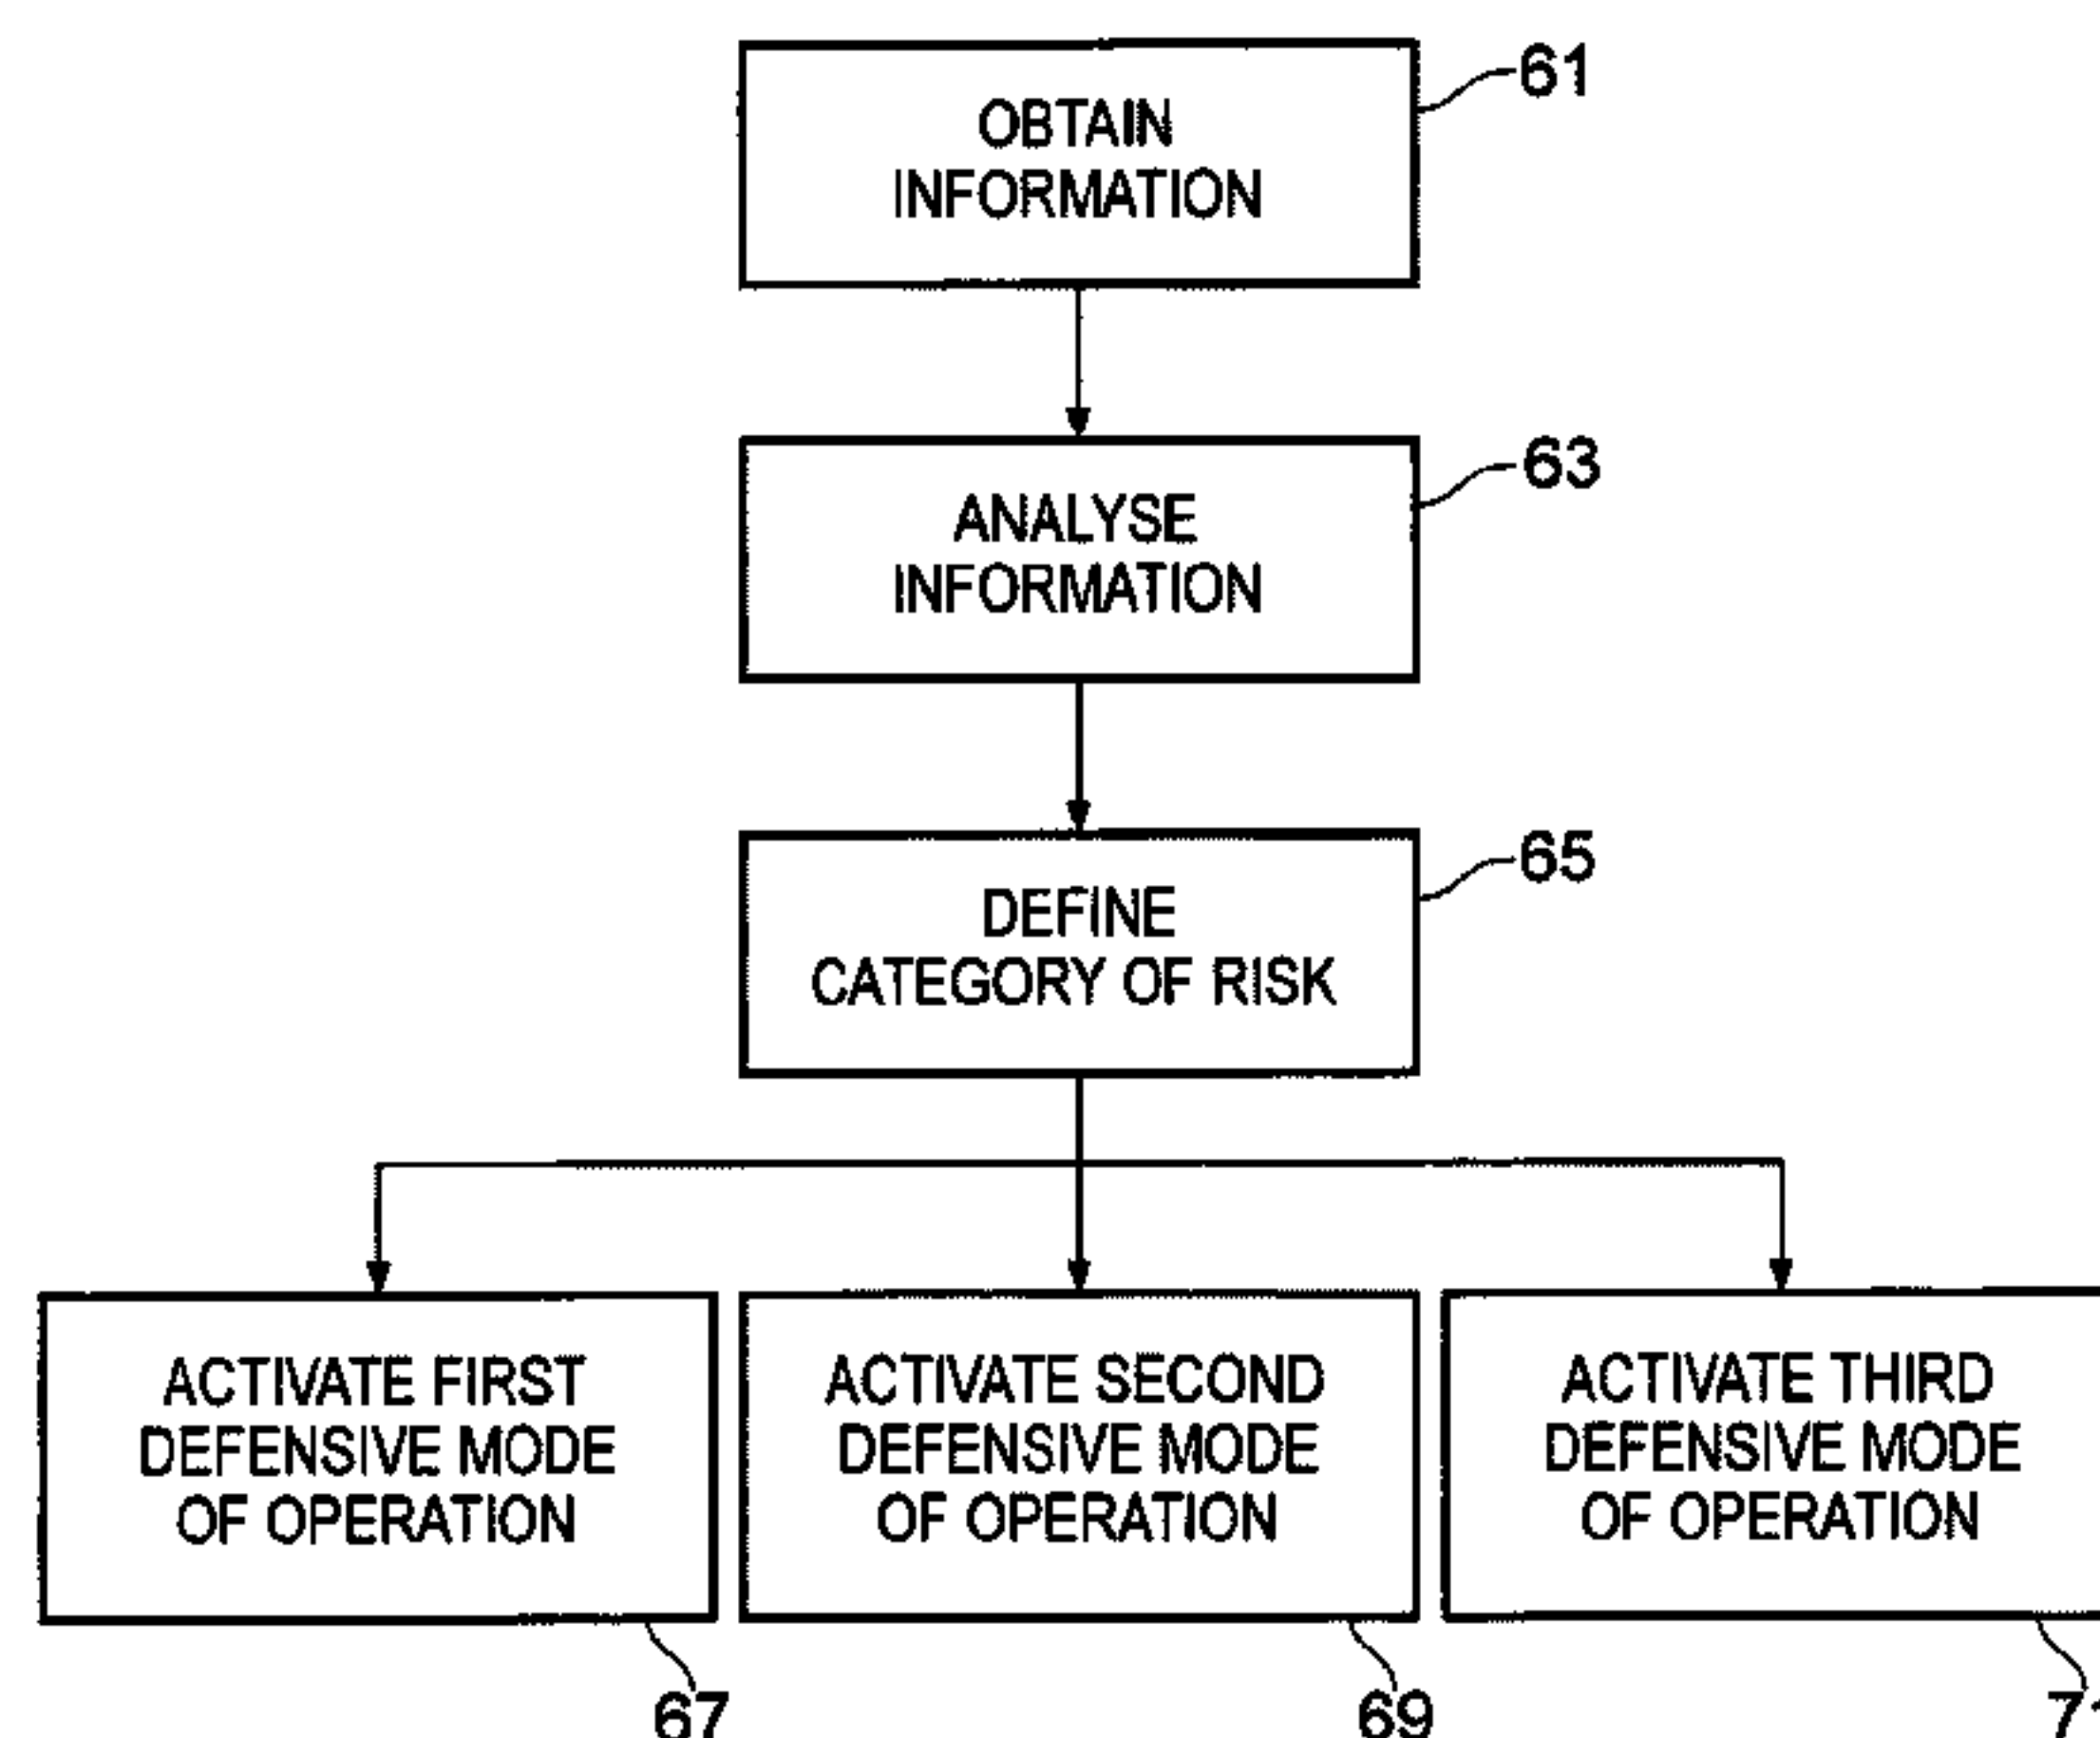 OBTAIN
INFORMATION
61
ANALYSE
INFORMATION
63
DEFINE
CATEGORY OF RISK
65
ACTIVATE FIRST
DEFENSIVE MODE
OF OPERATION
67
ACTIVATE SECOND
DEFENSIVE MODE
OF OPERATION
69
ACTIVATE THIRD
DEFENSIVE MODE
OF OPERATION
71